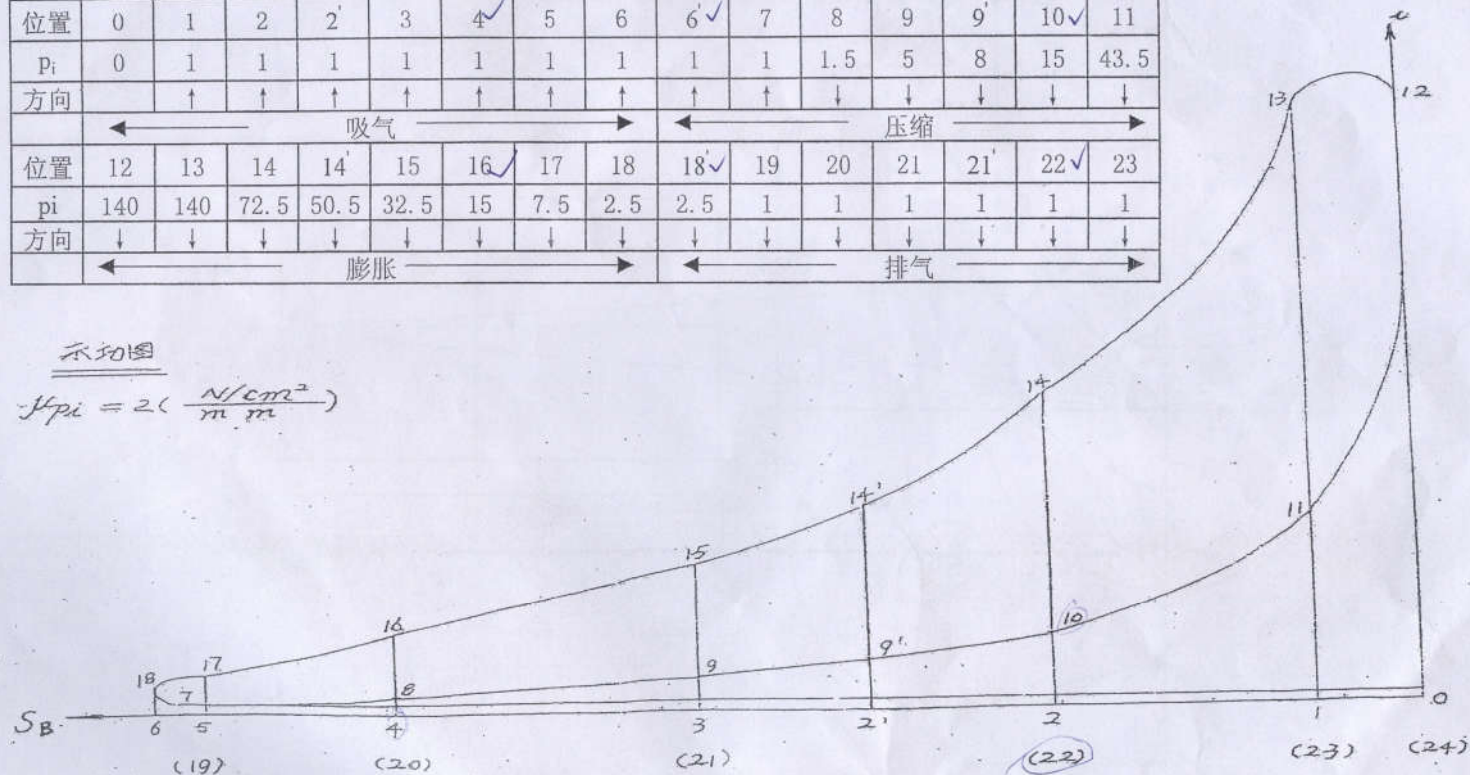 位置 0 1 2 2' 3 4✓ 5 6 6'✓ 7 8 9 9' 10✓ 11
pᵢ 0 1 1 1 1 1 1 1 1 1 1.5 5 8 15 43.5
方向 ↑ ↑ ↑ ↑ ↑ ↑ ↑ ↑ ↑ ↓ ↓ ↓ ↓ ↓
吸气 压缩
位置 12 13 14 14' 15 16✓ 17 18 18'✓ 19 20 21 21' 22✓ 23
pi 140 140 72.5 50.5 32.5 15 7.5 2.5 2.5 1 1 1 1 1 1
方向 ↓ ↓ ↓ ↓ ↓ ↓ ↓ ↓ ↓ ↓ ↓ ↓ ↓ ↓ ↓
膨胀 排气
13 12
示功图
μpi = 2( N/cm² / m m )
14
14'
11
15
16 10
9 9'
18 17
7 8
0
S_B 6 5 4 3 2' 2 1
(19) (20) (21) (22) (23) (24)